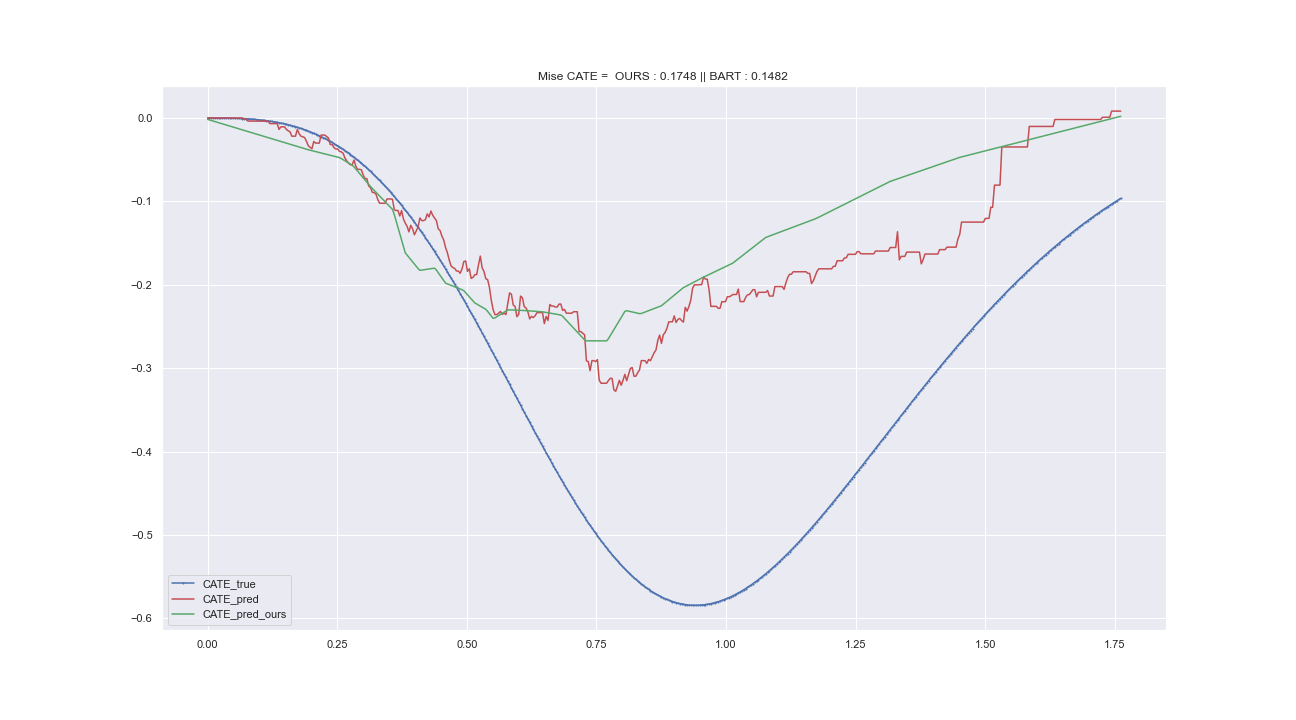 Mise CATE =  OURS : 0.1748 || BART : 0.1482
0.0
−0.1
−0.2
−0.3
−0.4
−0.5
−0.6
CATE_true
CATE_pred
CATE_pred_ours
0.00 0.25 0.50 0.75 1.00 1.25 1.50 1.75